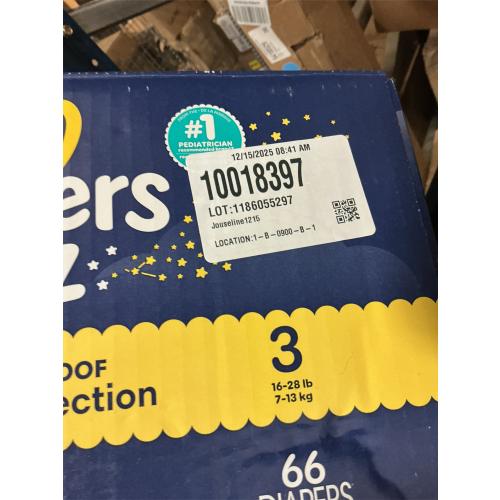 #1
PEDIATRICIAN
recommended brand
12/15/2025 08:41 AM
10018397
LOT:1186055297
Jouseline1215
LOCATION:1-B-0900-B-1
ers
Z
OOF
ection
3
16-28 lb
7-13 kg
66
DIAPERS